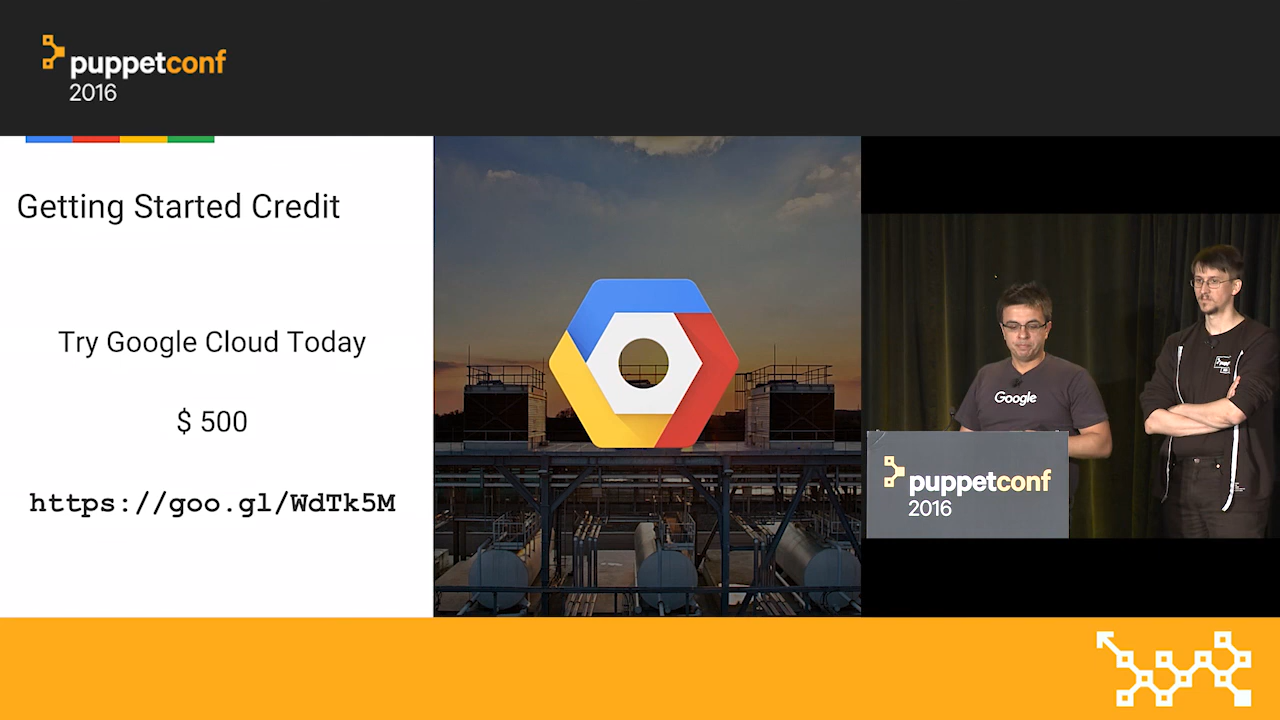 puppetconf
2016
Getting Started Credit
Try Google Cloud Today
$ 500
https://goo.gl/WdTk5M
Google
puppetconf
2016